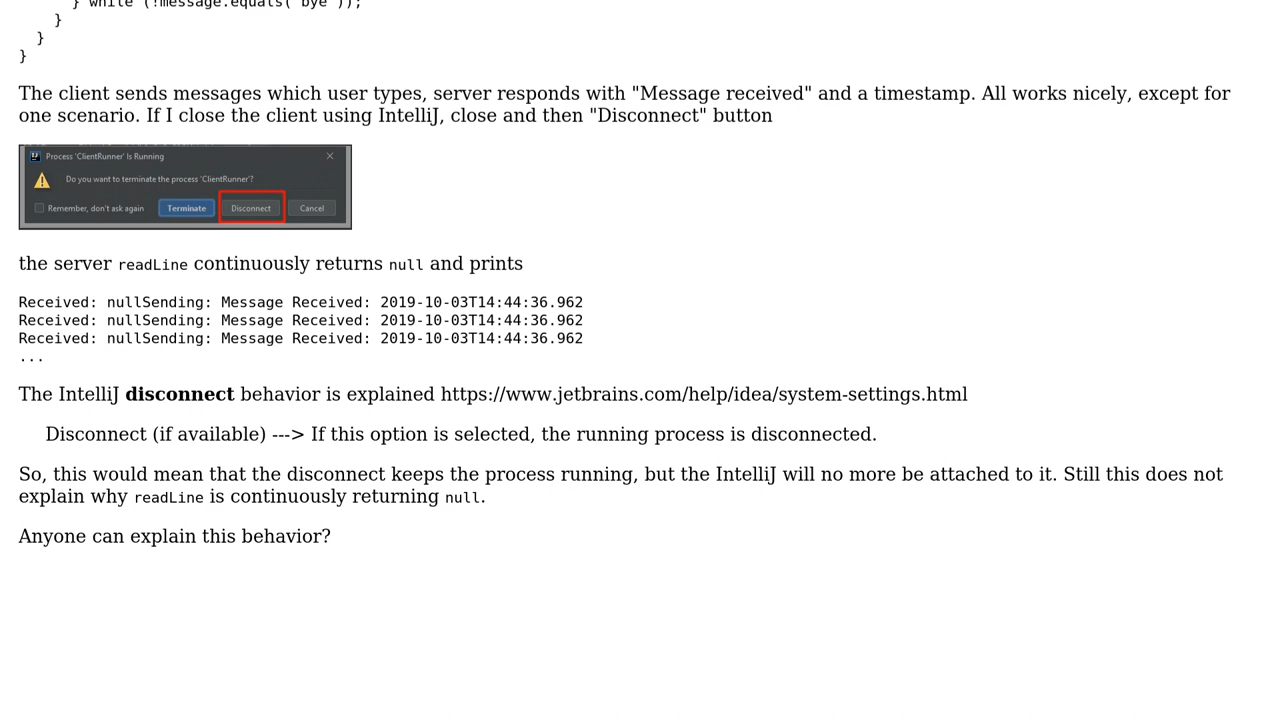 } while (!message.equals("bye"));
}
}
}
The client sends messages which user types, server responds with "Message received" and a timestamp. All works nicely, except for
one scenario. If I close the client using IntelliJ, close and then "Disconnect" button
Process 'ClientRunner' Is Running
Do you want to terminate the process 'ClientRunner'?
Remember, don't ask again Terminate Disconnect Cancel
the server readLine continuously returns null and prints
Received: nullSending: Message Received: 2019-10-03T14:44:36.962
Received: nullSending: Message Received: 2019-10-03T14:44:36.962
Received: nullSending: Message Received: 2019-10-03T14:44:36.962
...
The IntelliJ disconnect behavior is explained https://www.jetbrains.com/help/idea/system-settings.html
Disconnect (if available) ---> If this option is selected, the running process is disconnected.
So, this would mean that the disconnect keeps the process running, but the IntelliJ will no more be attached to it. Still this does not
explain why readLine is continuously returning null.
Anyone can explain this behavior?